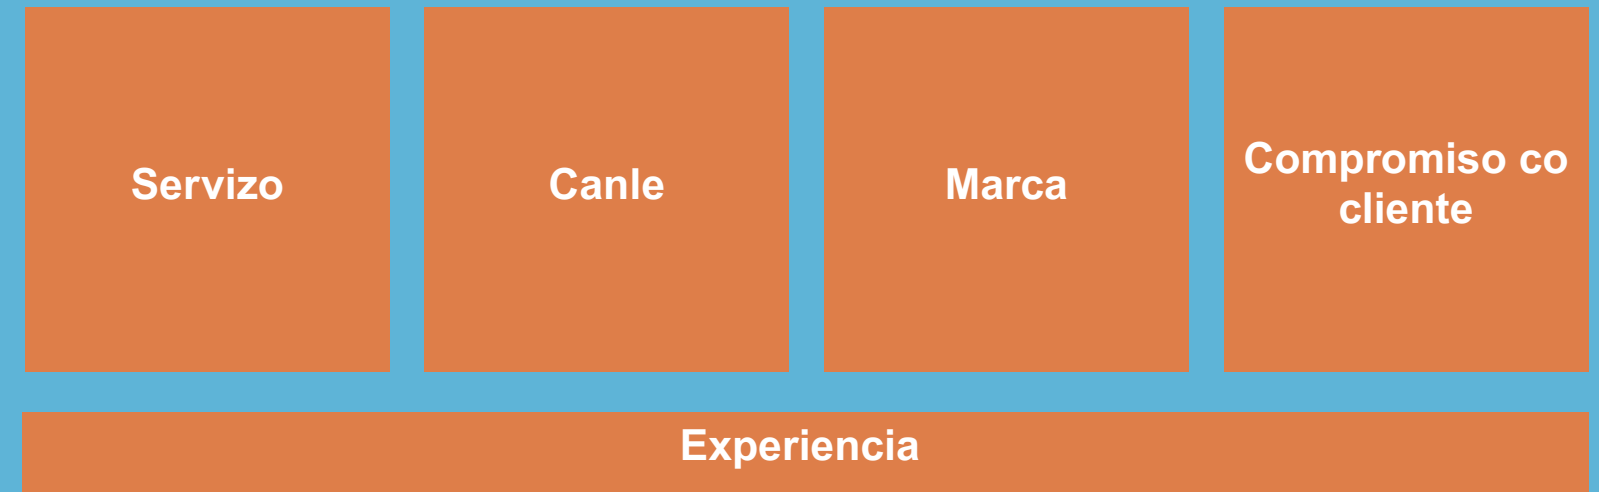 Servizo
Canle
Marca
Compromiso co
cliente
Experiencia